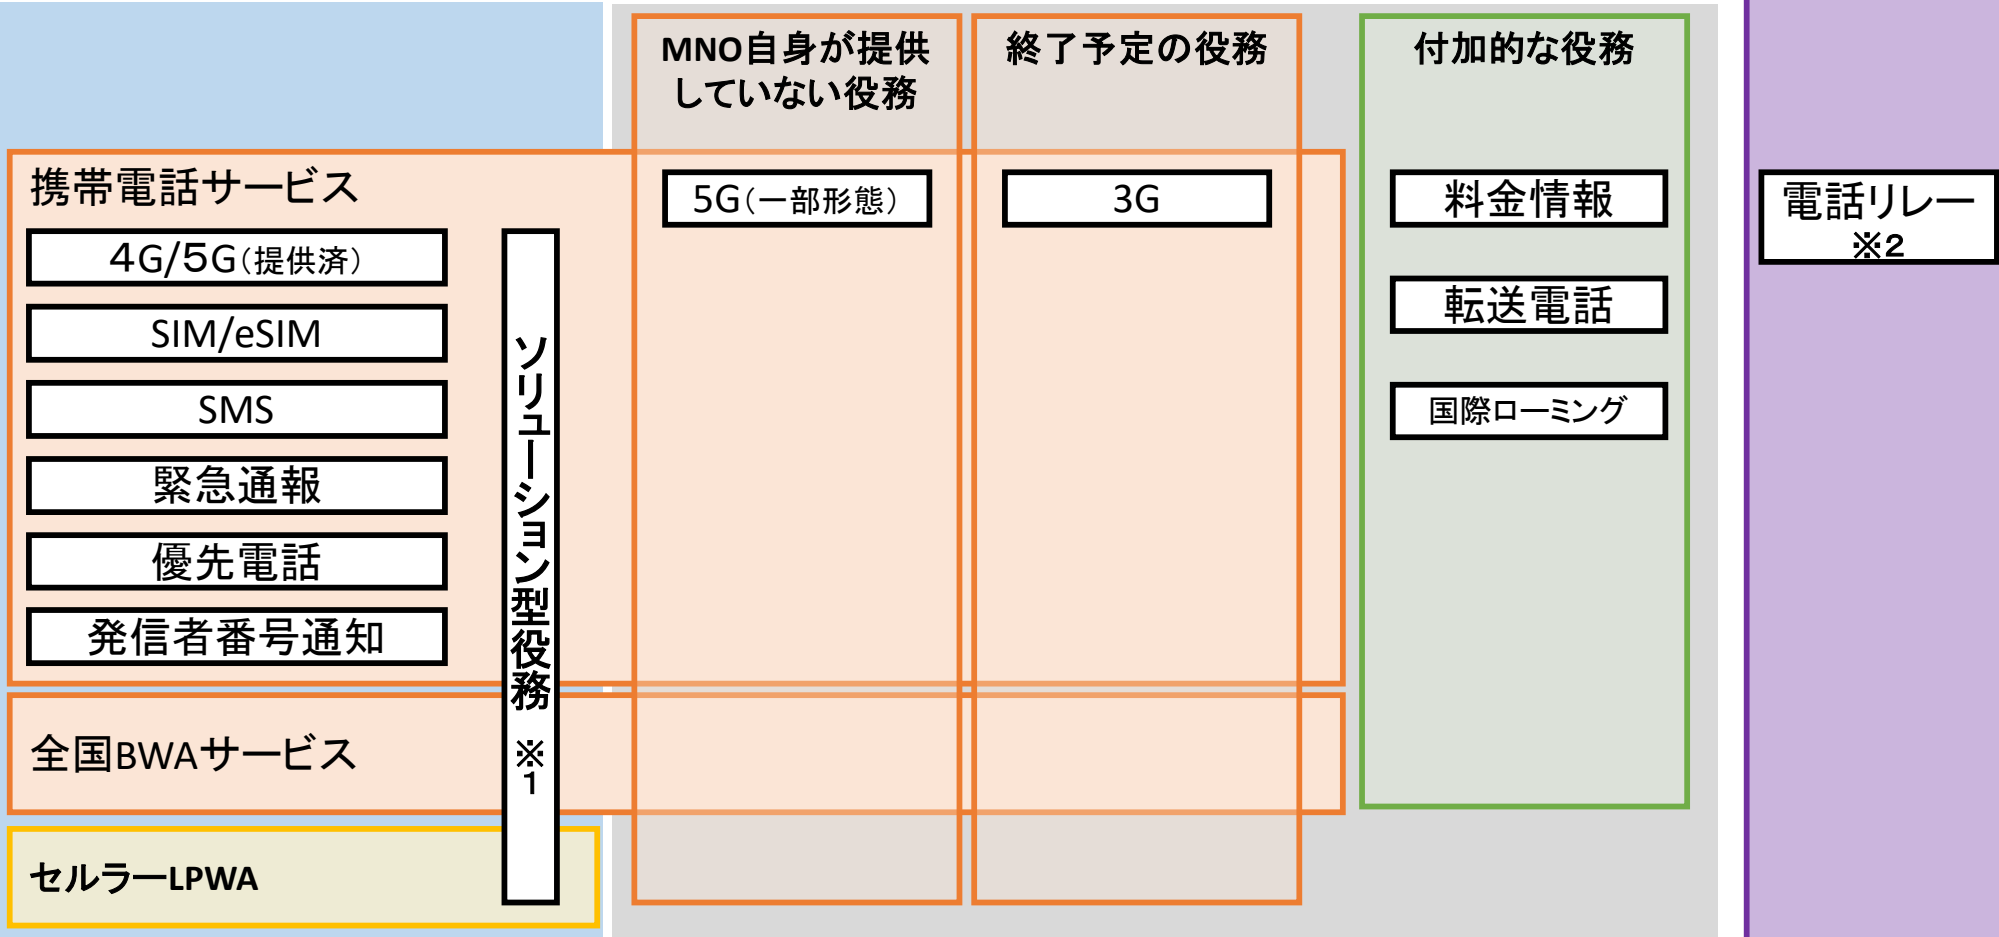 MNO自身が提供
していない役務
終了予定の役務
付加的な役務
携帯電話サービス
4G/5G(提供済)
SIM/eSIM
SMS
緊急通報
優先電話
発信者番号通知
ソリューション型役務 ※1
5G(一部形態)
3G
料金情報
転送電話
国際ローミング
電話リレー
※2
全国BWAサービス
セルラーLPWA